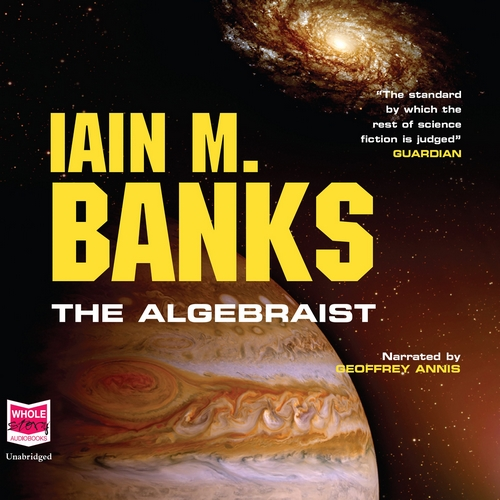 "The standard
by which the
rest of science
fiction is judged"
GUARDIAN
IAIN M.
BANKS
THE ALGEBRAIST
Narrated by
GEOFFREY ANNIS
WHOLE
story
AUDIOBOOKS
Unabridged